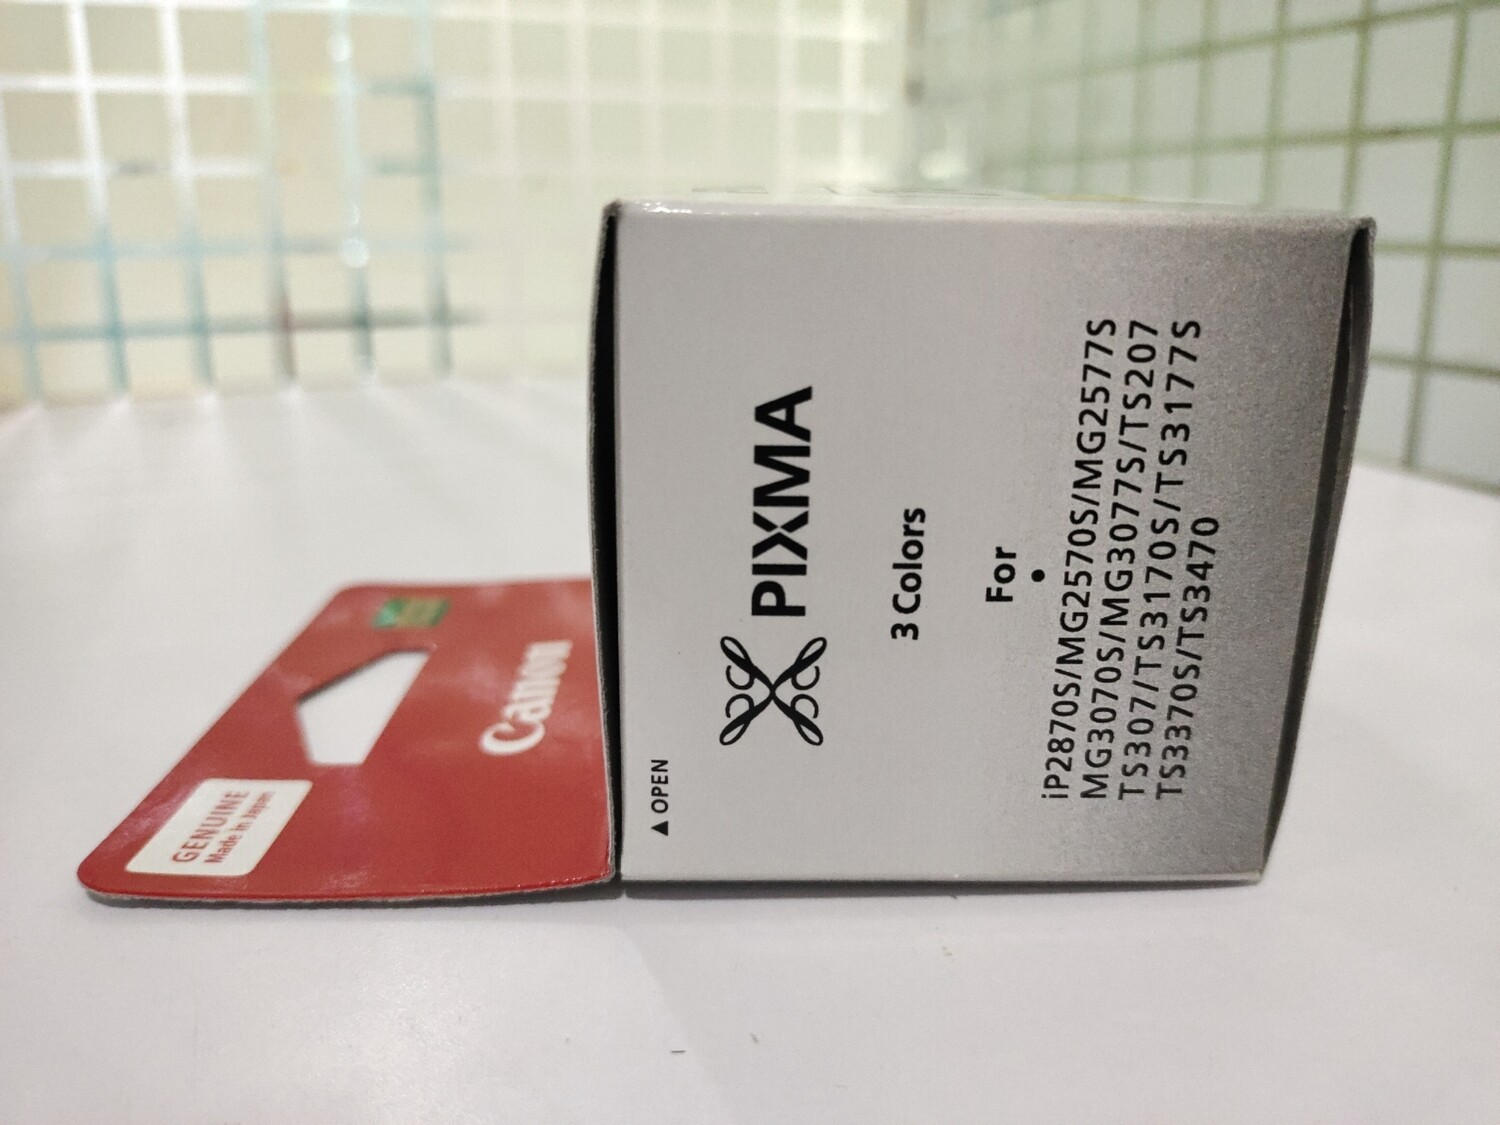 Canon
GENUINE
Made in Japan
▲ OPEN
PIXMA
3 Colors
For
•
iP2870S/MG2570S/MG2577S
MG3070S/MG3077S/TS207
TS307/TS3170S/TS3177S
TS3370S/TS3470